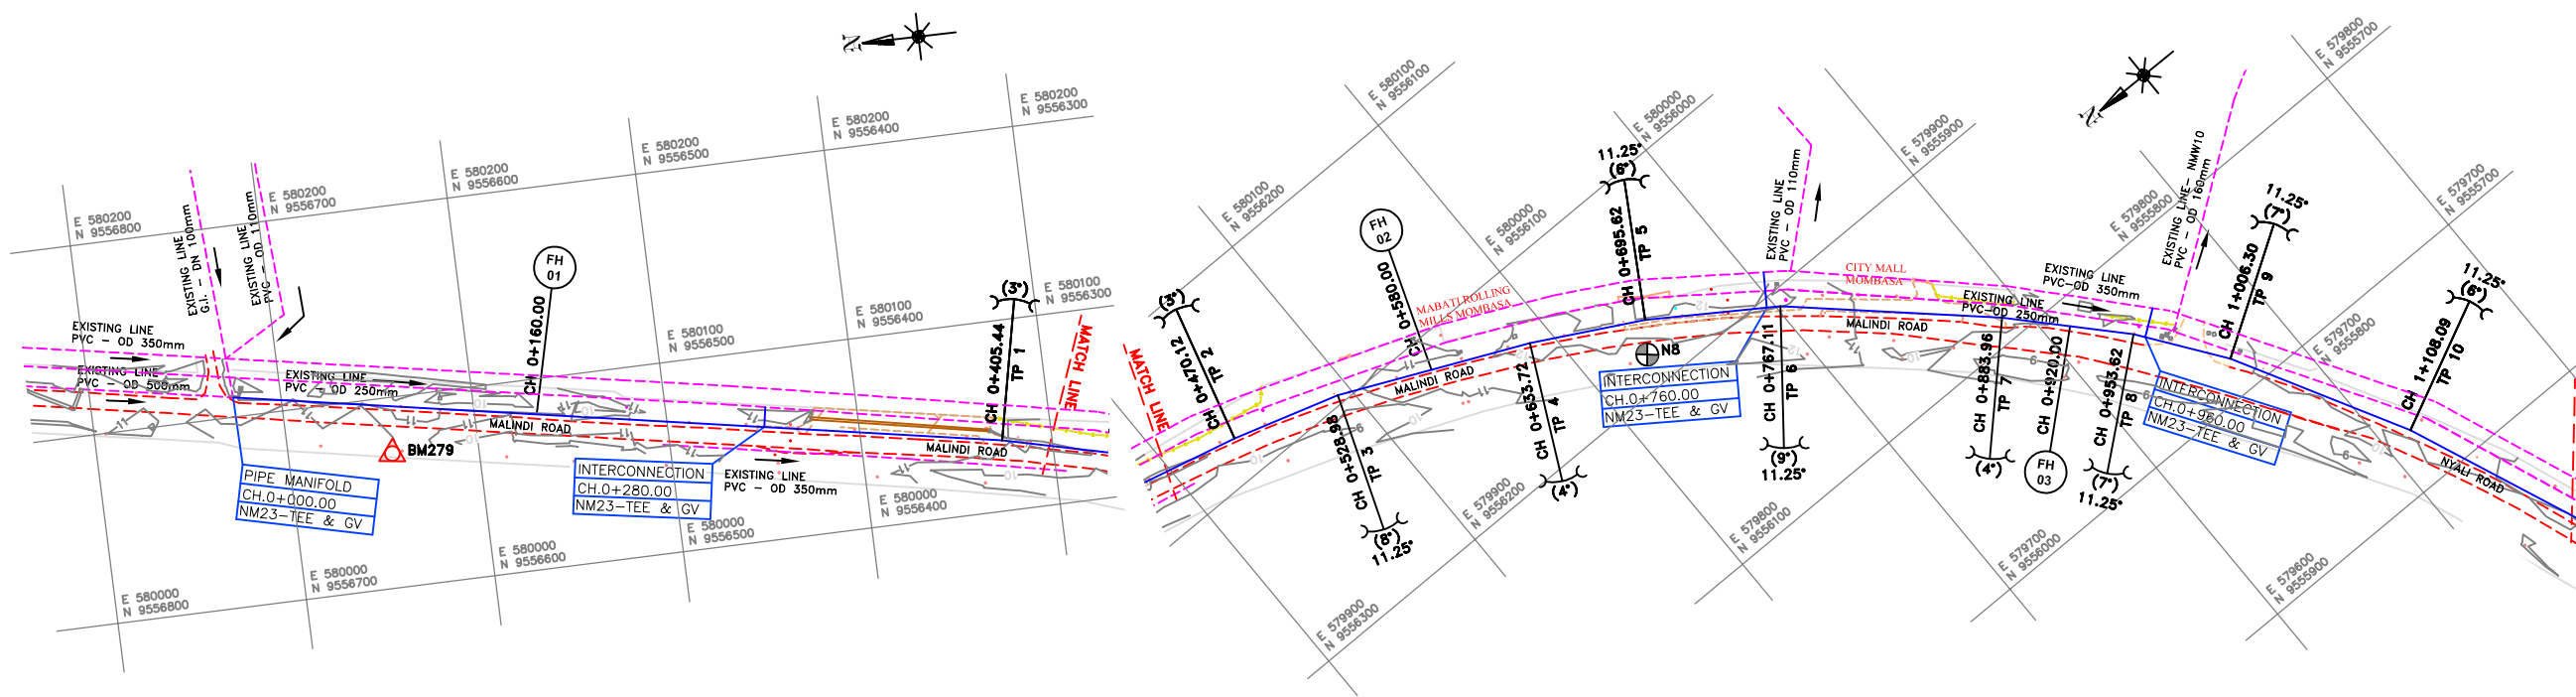 N
E 580200
N 9556800
E 580200
N 9556700
E 580200
N 9556600
E 580200
N 9556500
E 580200
N 9556400
E 580200
N 9556300
EXISTING LINE
G.I. - DN 100mm
EXISTING LINE
PVC - OD 110mm
EXISTING LINE
PVC - OD 350mm
EXISTING LINE
PVC - OD 500mm
EXISTING LINE
PVC - OD 250mm
FH
01
CH 0+160.00
E 580100
N 9556500
E 580100
N 9556400
E 580100
N 9556300
(3°)
CH 0+405.44
TP 1
MATCH LINE
MALINDI ROAD
MALINDI ROAD
BM279
PIPE MANIFOLD
CH.0+000.00
NM23-TEE & GV
INTERCONNECTION
CH.0+280.00
NM23-TEE & GV
EXISTING LINE
PVC - OD 350mm
E 580000
N 9556800
E 580000
N 9556700
E 580000
N 9556600
E 580000
N 9556500
E 580000
N 9556400
N
E 580100
N 9556100
E 580100
N 9556200
E 580000
N 9556100
E 580000
N 9556000
E 579900
N 9555900
E 579800
N 9555800
E 579800
N 9555700
E 579700
N 9555700
E 579700
N 9555800
MATCH LINE
(3°)
CH 0+470.12
TP 2
FH
02
CH 0+580.00
11.25°
(6°)
CH 0+695.62
TP 5
MABATI ROLLING
MILLS MOMBASA
EXISTING LINE
PVC - OD 110mm
CITY MALL
MOMBASA
EXISTING LINE
PVC-OD 250mm
EXISTING LINE
PVC-OD 350mm
EXISTING LINE- NMW10
PVC - OD 160mm
11.25°
(7°)
CH 1+006.30
TP 9
11.25°
(6°)
CH 1+108.09
TP 10
MALINDI ROAD
MALINDI ROAD
NYALI ROAD
N8
CH 0+528.98
TP 3
(8°)
11.25°
CH 0+633.72
TP 4
(4°)
INTERCONNECTION
CH.0+760.00
NM23-TEE & GV
CH 0+767.11
TP 6
(9°)
11.25°
CH 0+883.96
TP 7
(4°)
CH 0+920.00
FH
03
CH 0+953.62
TP 8
(7°)
11.25°
INTERCONNECTION
CH.0+960.00
NM23-TEE & GV
E 579900
N 9556300
E 579900
N 9556200
E 579800
N 9556100
E 579700
N 9556000
E 579600
N 9555900